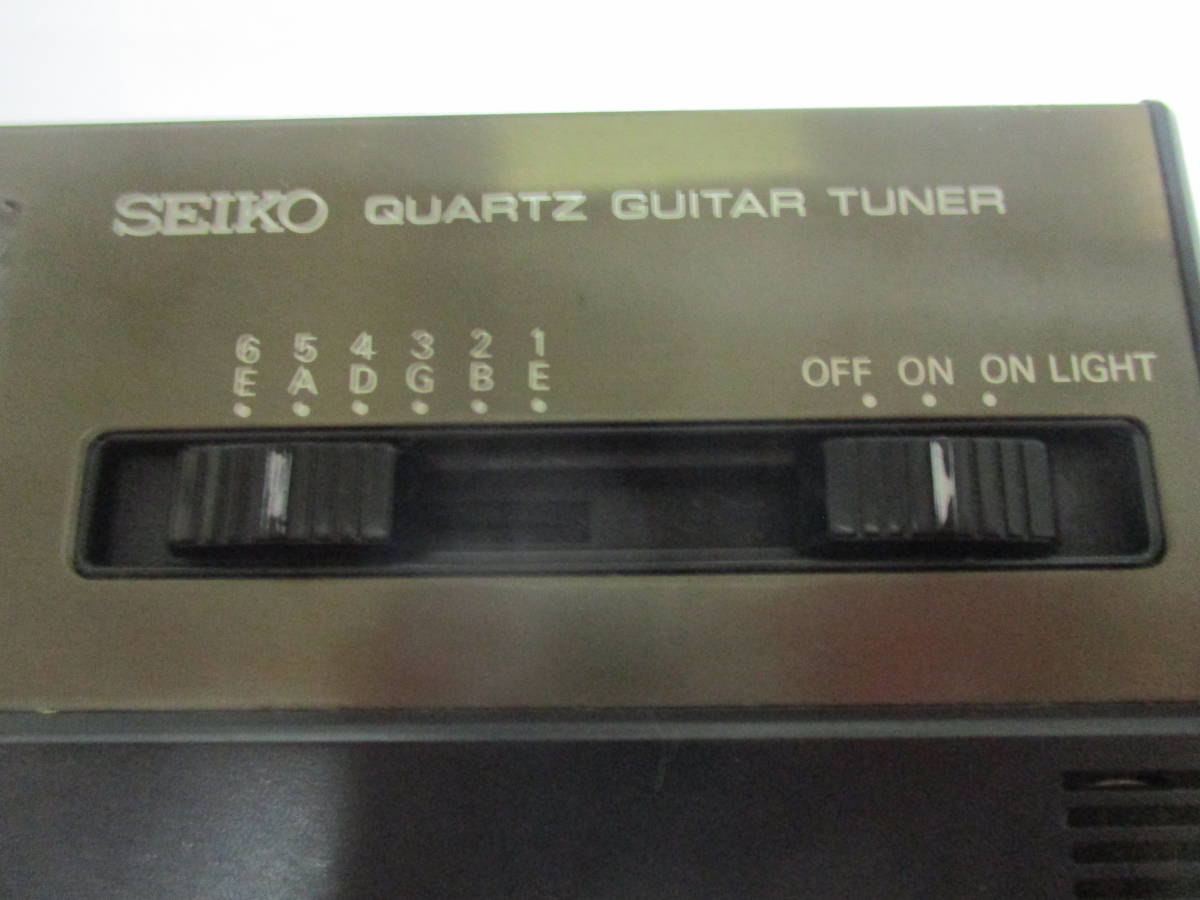 SEIKO QUARTZ GUITAR TUNER
6 5 4 3 2 1
E A D G B E
OFF ON ON LIGHT